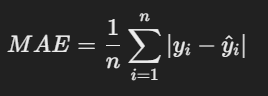 MAE = \frac{1}{n} \sum_{i=1}^{n} |y_i - \hat{y}_i|